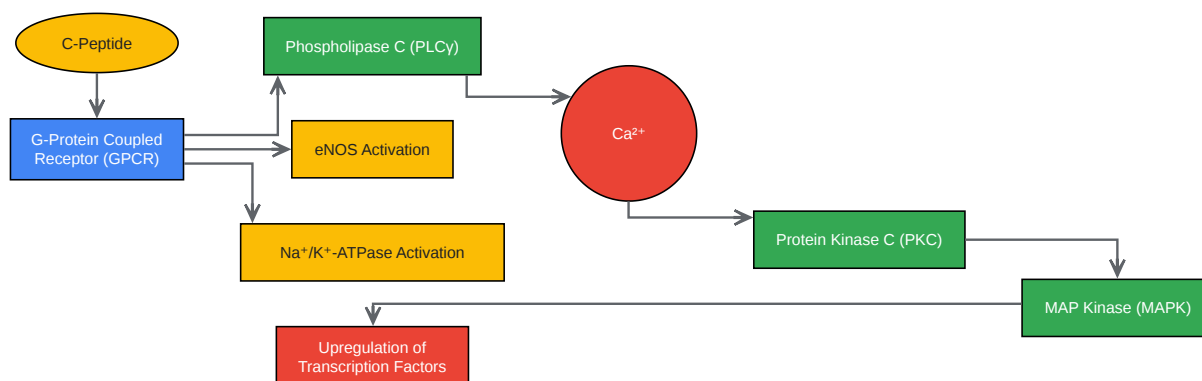 C-Peptide
Phospholipase C (PLCγ)
G-Protein Coupled
Receptor (GPCR)
eNOS Activation
Ca²⁺
Na⁺/K⁺-ATPase Activation
Protein Kinase C (PKC)
MAP Kinase (MAPK)
Upregulation of
Transcription Factors